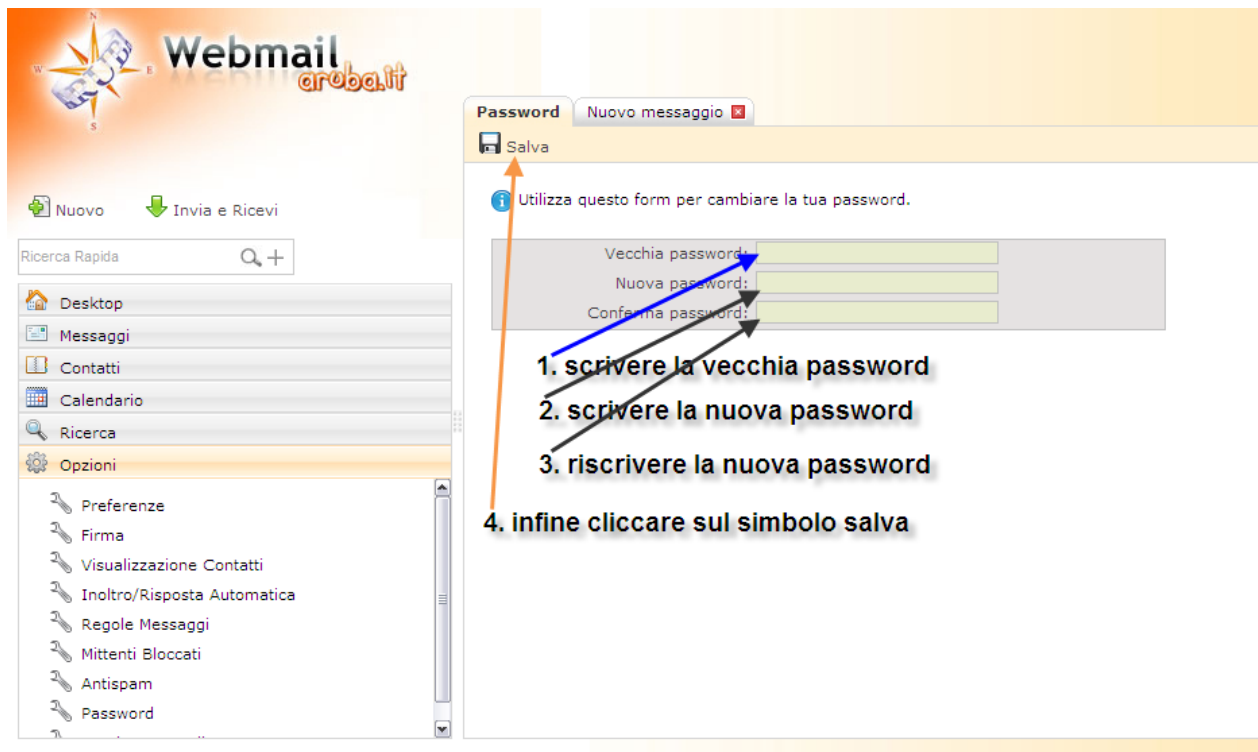 N
W
E
S
Webmail
aruba.it
Password
Nuovo messaggio
Salva
Nuovo
Invia e Ricevi
Utilizza questo form per cambiare la tua password.
Ricerca Rapida
Vecchia password:
Nuova password:
Conferma password:
Desktop
Messaggi
Contatti
Calendario
Ricerca
Opzioni
Preferenze
Firma
Visualizzazione Contatti
Inoltro/Risposta Automatica
Regole Messaggi
Mittenti Bloccati
Antispam
Password
1. scrivere la vecchia password
2. scrivere la nuova password
3. riscrivere la nuova password
4. infine cliccare sul simbolo salva